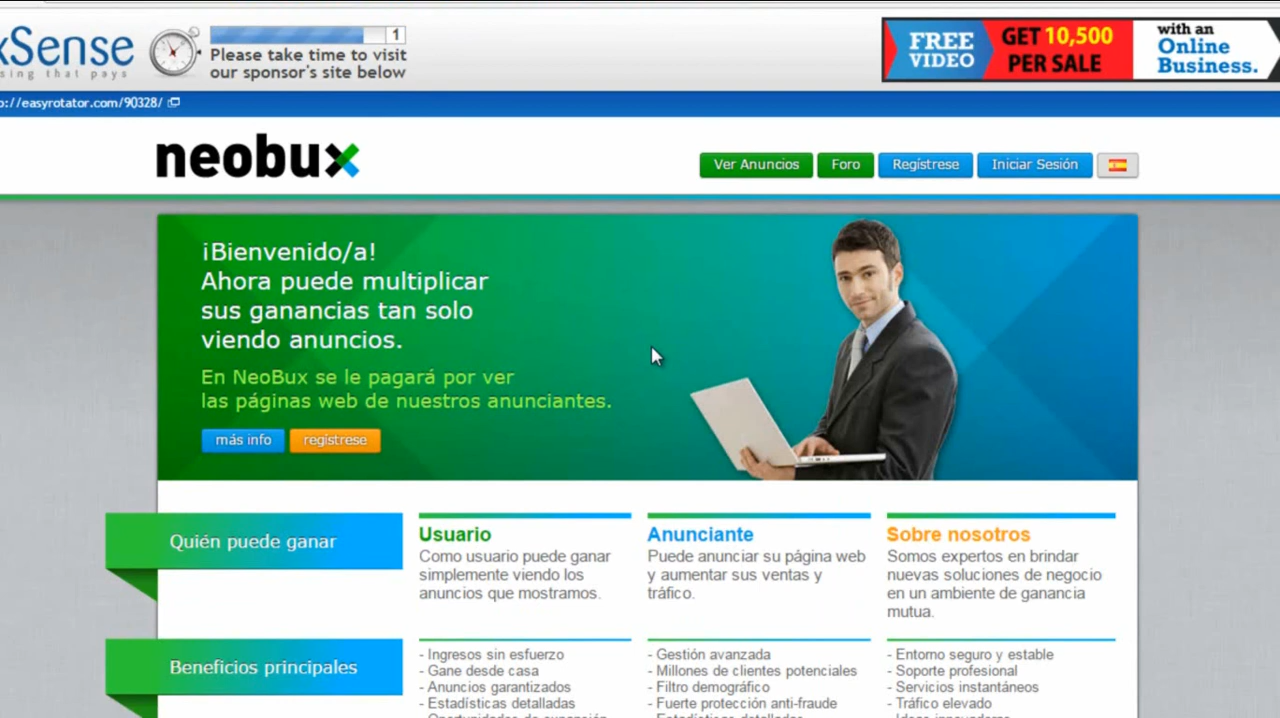 xSense
sing that pays
1
Please take time to visit
our sponsor's site below
FREE
VIDEO
GET 10,500
PER SALE
with an
Online
Business.
p://easyrotator.com/90328/
neobux
Ver Anuncios
Foro
Regístrese
Iniciar Sesión
¡Bienvenido/a!
Ahora puede multiplicar
sus ganancias tan solo
viendo anuncios.
En NeoBux se le pagará por ver
las páginas web de nuestros anunciantes.
más info
regístrese
Quién puede ganar
Usuario
Como usuario puede ganar
simplemente viendo los
anuncios que mostramos.
Anunciante
Puede anunciar su página web
y aumentar sus ventas y
tráfico.
Sobre nosotros
Somos expertos en brindar
nuevas soluciones de negocio
en un ambiente de ganancia
mutua.
Beneficios principales
- Ingresos sin esfuerzo
- Gane desde casa
- Anuncios garantizados
- Estadísticas detalladas
- Gestión avanzada
- Millones de clientes potenciales
- Filtro demográfico
- Fuerte protección anti-fraude
- Entorno seguro y estable
- Soporte profesional
- Servicios instantáneos
- Tráfico elevado